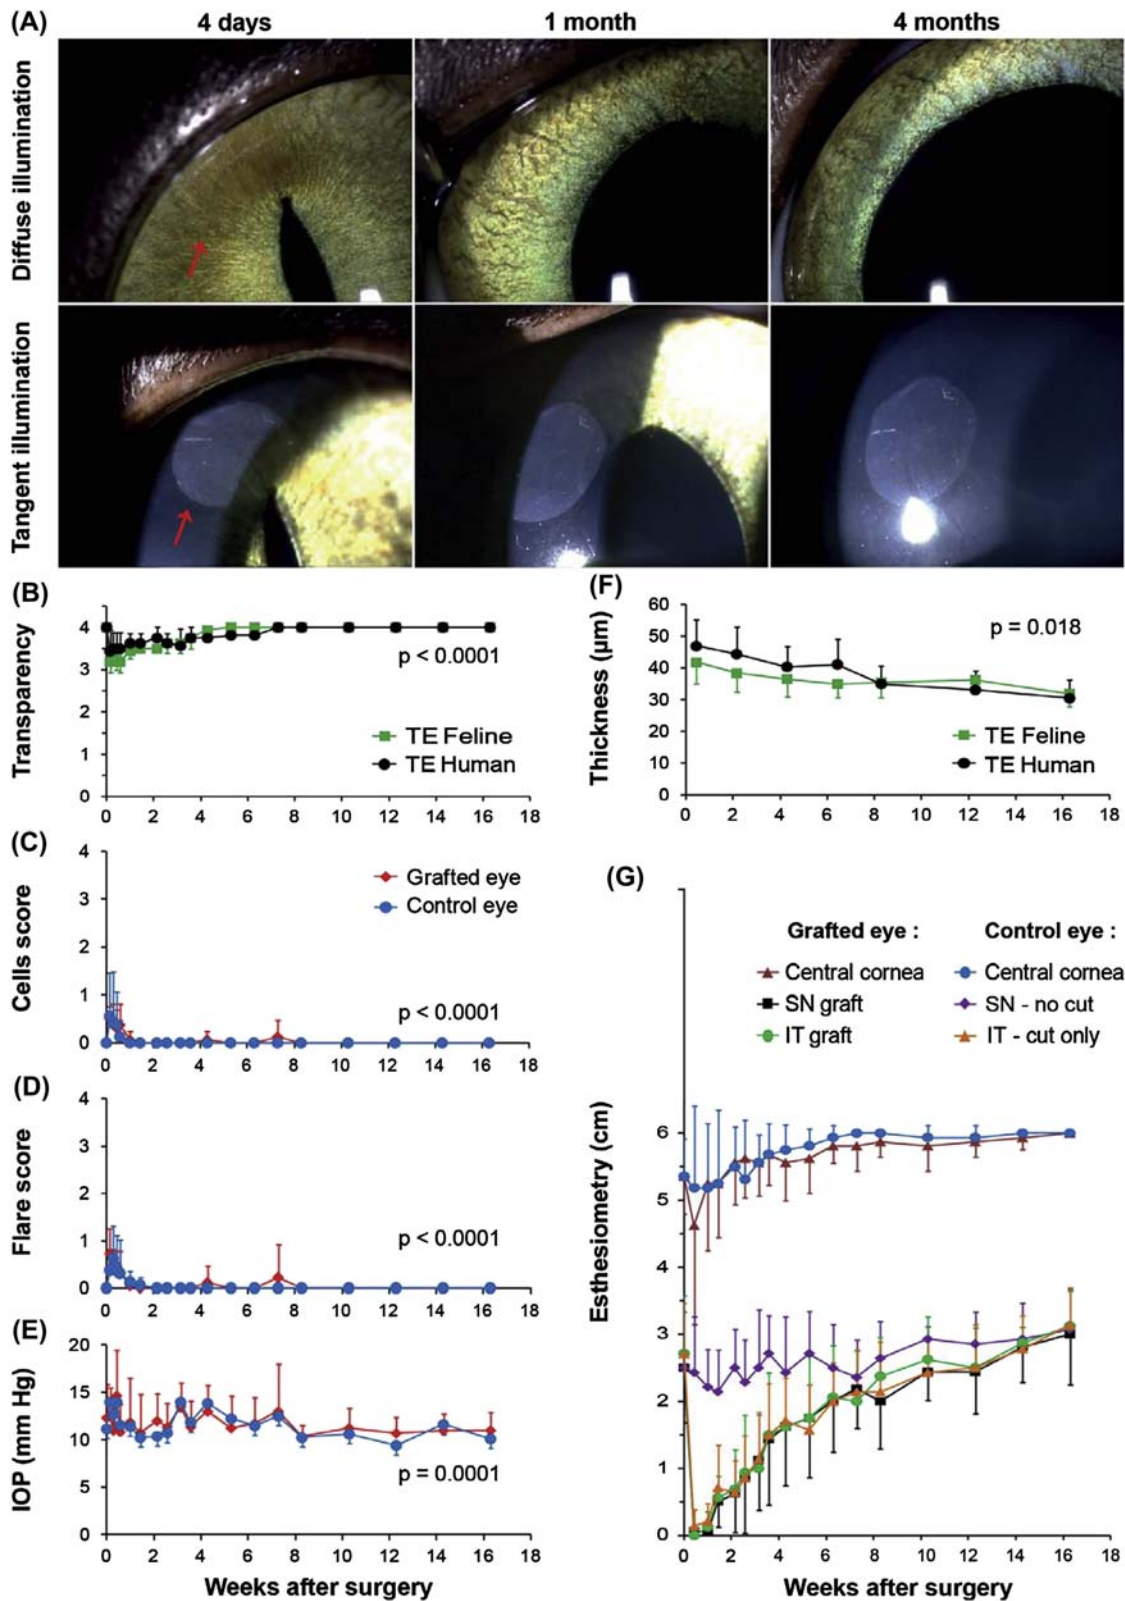 (A)
4 days
1 month
4 months
Diffuse illumination
Tangent illumination
(B)
Transparency
4
3
2
1
0
p < 0.0001
TE Feline
TE Human
0 2 4 6 8 10 12 14 16 18
(C)
Cells score
4
3
2
1
0
Grafted eye
Control eye
p < 0.0001
0 2 4 6 8 10 12 14 16 18
(D)
Flare score
4
3
2
1
0
p < 0.0001
0 2 4 6 8 10 12 14 16 18
(E)
IOP (mm Hg)
20
15
10
5
0
p = 0.0001
0 2 4 6 8 10 12 14 16 18
Weeks after surgery
(F)
Thickness (µm)
60
50
40
30
20
10
0
p = 0.018
TE Feline
TE Human
0 2 4 6 8 10 12 14 16 18
(G)
Esthesiometry (cm)
Grafted eye :
Central cornea
SN graft
IT graft
Control eye :
Central cornea
SN - no cut
IT - cut only
6
5
4
3
2
1
0
0 2 4 6 8 10 12 14 16 18
Weeks after surgery